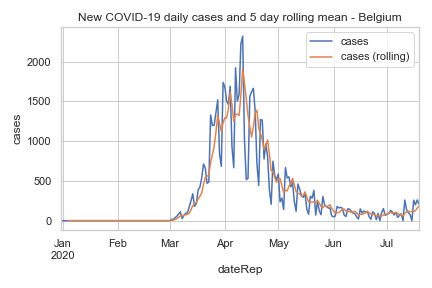 New COVID-19 daily cases and 5 day rolling mean - Belgium
cases
cases (rolling)
cases
2000
1500
1000
500
0
Jan
2020
Feb
Mar
Apr
May
Jun
Jul
dateRep